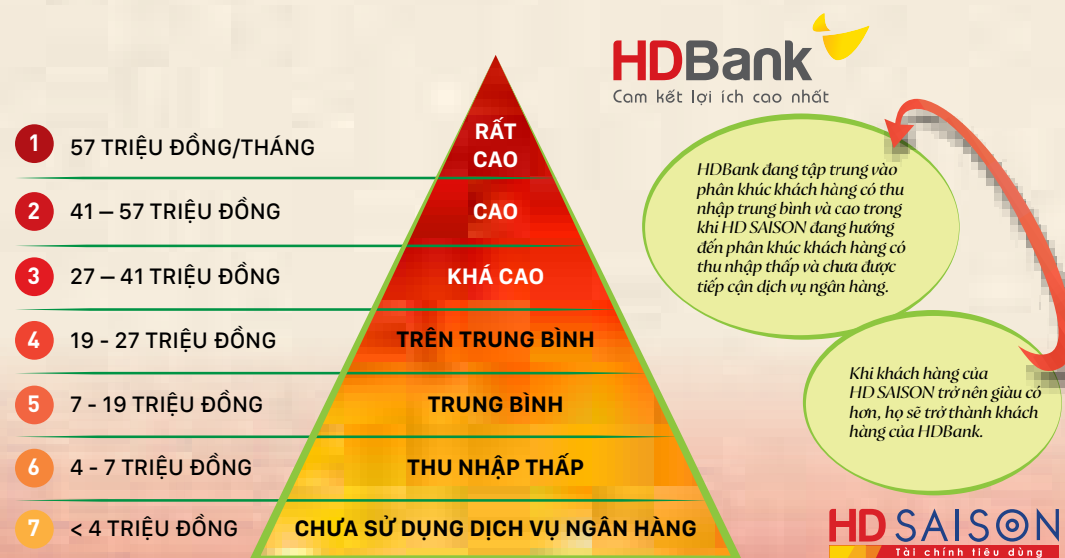 HDBank
Cam kết lợi ích cao nhất
1 57 TRIỆU ĐỒNG/THÁNG
RẤT
CAO
2 41 – 57 TRIỆU ĐỒNG
CAO
3 27 – 41 TRIỆU ĐỒNG
KHÁ CAO
4 19 - 27 TRIỆU ĐỒNG
TRÊN TRUNG BÌNH
5 7 - 19 TRIỆU ĐỒNG
TRUNG BÌNH
6 4 - 7 TRIỆU ĐỒNG
THU NHẬP THẤP
7 < 4 TRIỆU ĐỒNG
CHƯA SỬ DỤNG DỊCH VỤ NGÂN HÀNG
HDBank đang tập trung vào
phân khúc khách hàng có thu
nhập trung bình và cao trong
khi HD SAISON đang hướng
đến phân khúc khách hàng có
thu nhập thấp và chưa được
tiếp cận dịch vụ ngân hàng.
Khi khách hàng của
HD SAISON trở nên giàu có
hơn, họ sẽ trở thành khách
hàng của HDBank.
HD SAISON
Tài chính tiêu dùng